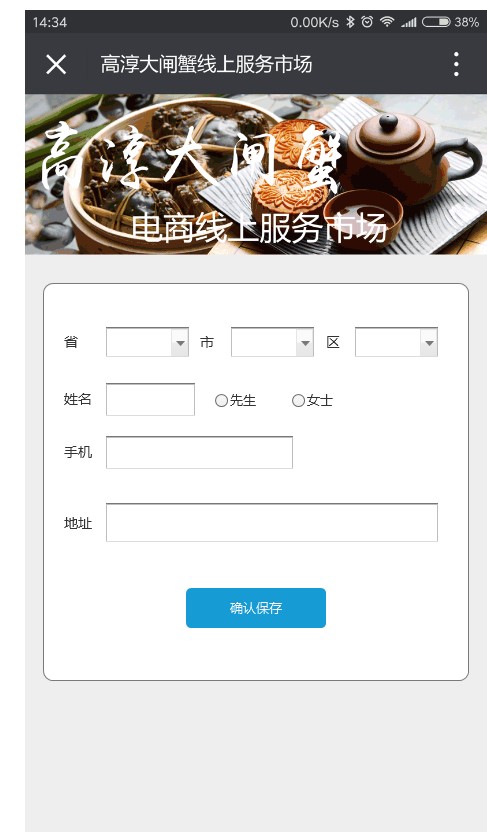 14:34 0.00K/s 38%
高淳大闸蟹线上服务市场
高淳大闸蟹
电商线上服务市场
省 市 区
姓名 先生 女士
手机
地址
确认保存